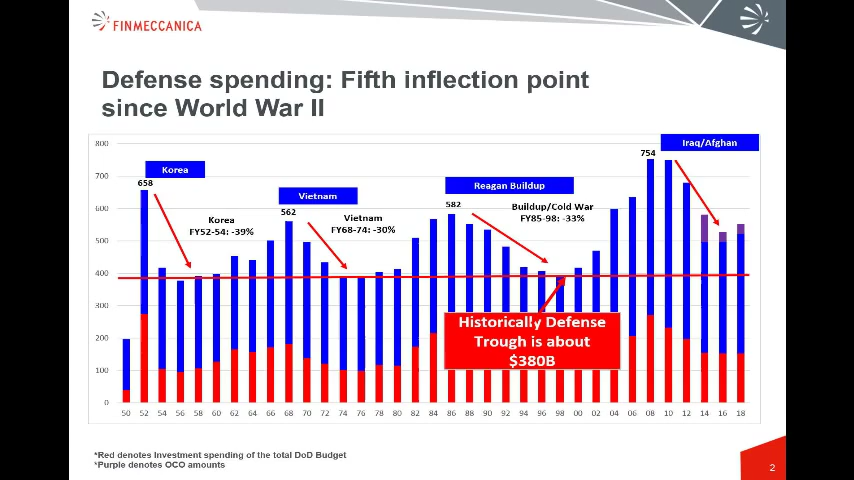 FINMECCANICA
Defense spending: Fifth inflection point
since World War II
800
700
600
500
400
300
200
100
0
Korea
658
Korea
FY52-54: -39%
Vietnam
562
Vietnam
FY68-74: -30%
Reagan Buildup
582
Buildup/Cold War
FY85-98: -33%
754
Iraq/Afghan
Historically Defense
Trough is about
$380B
50 52 54 56 58 60 62 64 66 68 70 72 74 76 78 80 82 84 86 88 90 92 94 96 98 00 02 04 06 08 10 12 14 16 18
*Red denotes Investment spending of the total DoD Budget
*Purple denotes OCO amounts
2